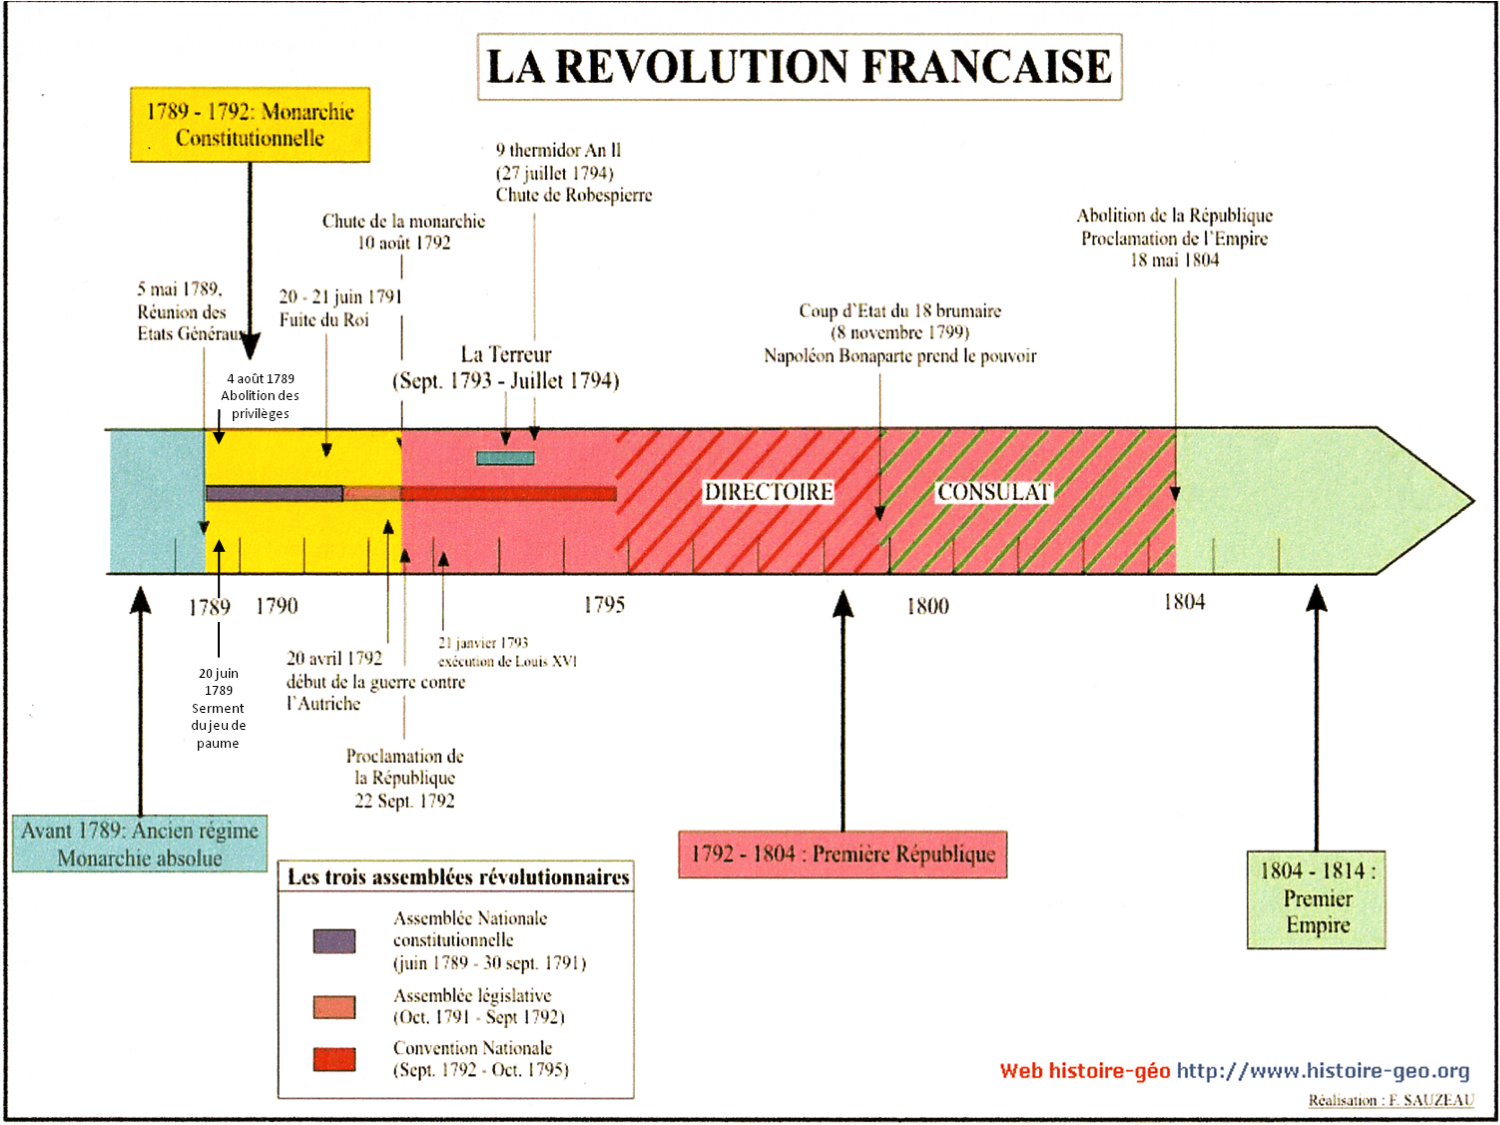 LA REVOLUTION FRANCAISE
1789 - 1792: Monarchie
Constitutionnelle
9 thermidor An II
(27 juillet 1794)
Chute de Robespierre
Chute de la monarchie
10 août 1792
Abolition de la République
Proclamation de l'Empire
18 mai 1804
5 mai 1789,
Réunion des
Etats Généraux
20 - 21 juin 1791
Fuite du Roi
Coup d'Etat du 18 brumaire
(8 novembre 1799)
Napoléon Bonaparte prend le pouvoir
La Terreur
(Sept. 1793 - Juillet 1794)
4 août 1789
Abolition des
privilèges
DIRECTOIRE
CONSULAT
1789
1790
1795
1800
1804
20 juin
1789
Serment
du jeu de
paume
20 avril 1792
début de la guerre contre
l'Autriche
21 janvier 1793
exécution de Louis XVI
Proclamation de
la République
22 Sept. 1792
Avant 1789: Ancien régime
Monarchie absolue
1792 - 1804 : Première République
1804 - 1814 :
Premier
Empire
Les trois assemblées révolutionnaires
Assemblée Nationale
constitutionnelle
(juin 1789 - 30 sept. 1791)
Assemblée législative
(Oct. 1791 - Sept 1792)
Convention Nationale
(Sept. 1792 - Oct. 1795)
Web histoire-géo http://www.histoire-geo.org
Réalisation : F. SAUZEAU